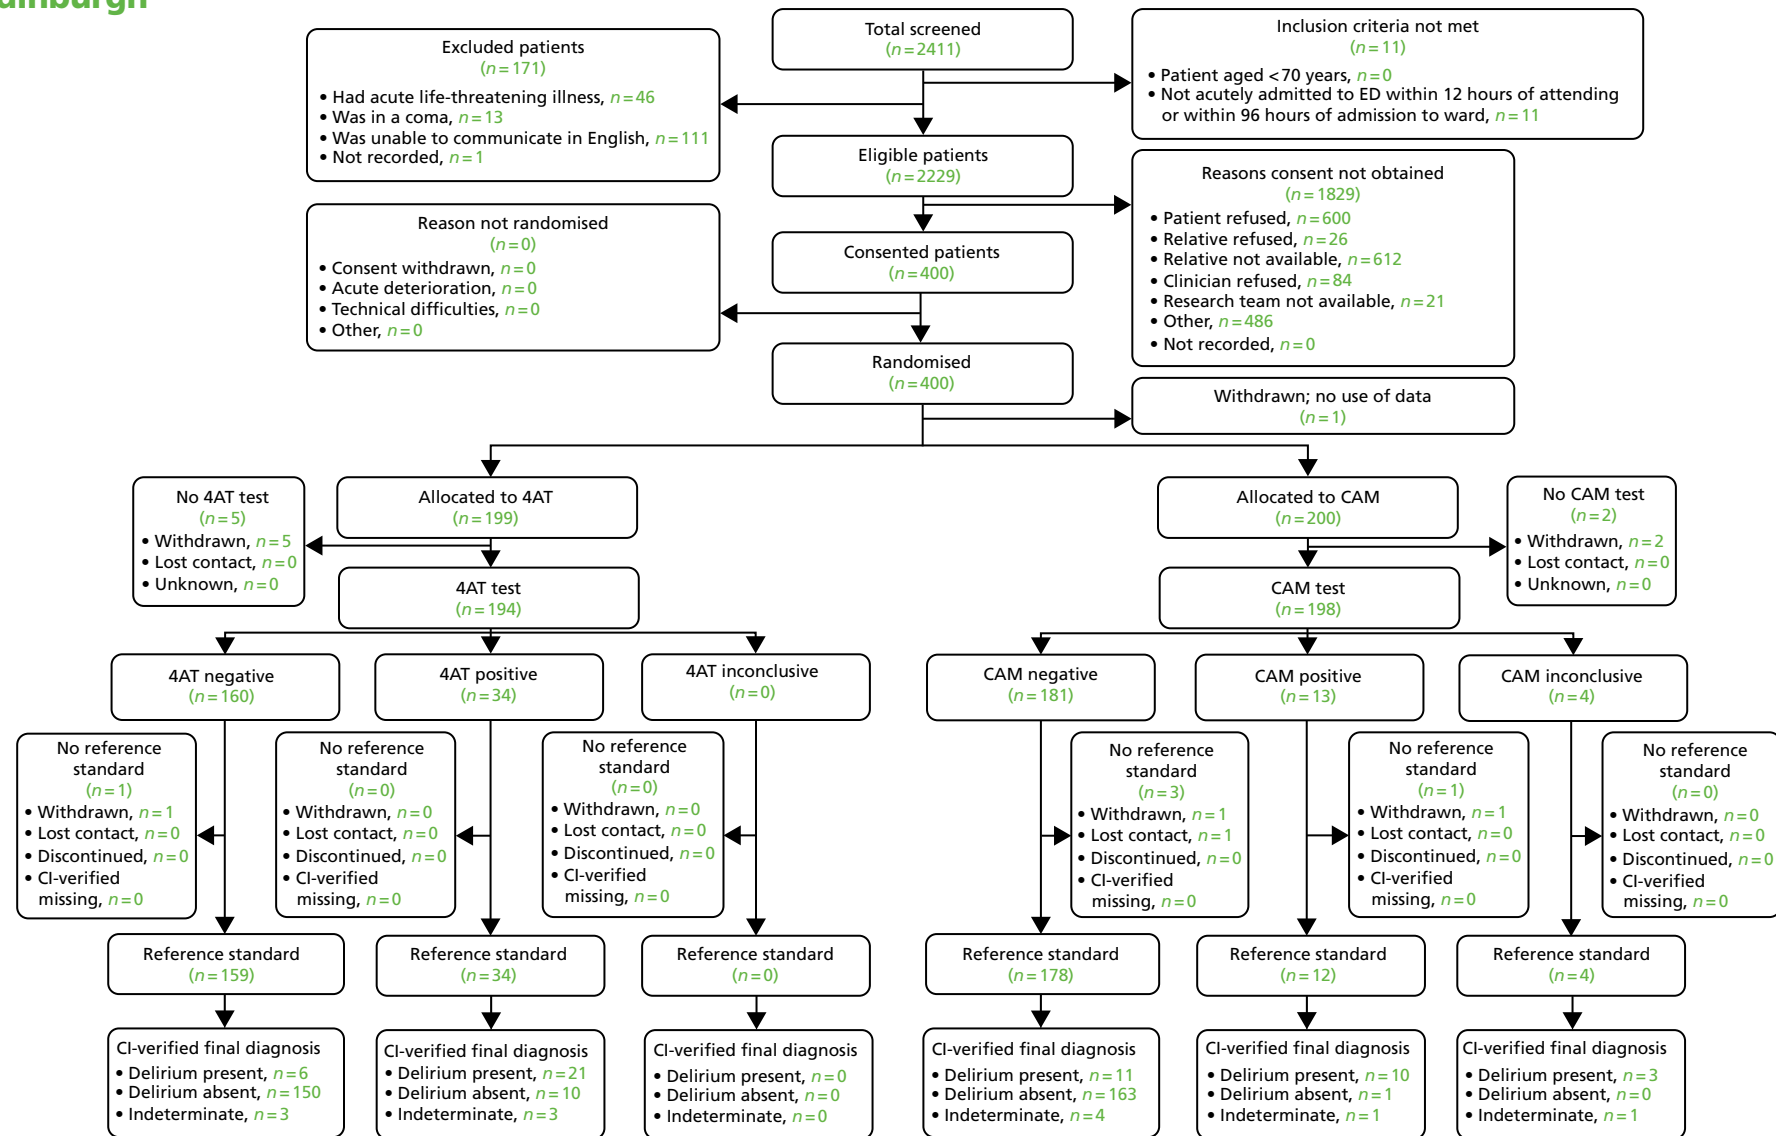 Total screened
(n=2411)
Inclusion criteria not met
(n=11)
• Patient aged <70 years, n=0
• Not acutely admitted to ED within 12 hours of attending
or within 96 hours of admission to ward, n=11
Excluded patients
(n=171)
• Had acute life-threatening illness, n=46
• Was in a coma, n=13
• Was unable to communicate in English, n=111
• Not recorded, n=1
Eligible patients
(n=2229)
Reasons consent not obtained
(n=1829)
• Patient refused, n=600
• Relative refused, n=26
• Relative not available, n=612
• Clinician refused, n=84
• Research team not available, n=21
• Other, n=486
• Not recorded, n=0
Consented patients
(n=400)
Reason not randomised
(n=0)
• Consent withdrawn, n=0
• Acute deterioration, n=0
• Technical difficulties, n=0
• Other, n=0
Randomised
(n=400)
Withdrawn; no use of data
(n=1)
No 4AT test
(n=5)
• Withdrawn, n=5
• Lost contact, n=0
• Unknown, n=0
Allocated to 4AT
(n=199)
Allocated to CAM
(n=200)
No CAM test
(n=2)
• Withdrawn, n=2
• Lost contact, n=0
• Unknown, n=0
4AT test
(n=194)
CAM test
(n=198)
4AT negative
(n=160)
4AT positive
(n=34)
4AT inconclusive
(n=0)
CAM negative
(n=181)
CAM positive
(n=13)
CAM inconclusive
(n=4)
No reference
standard
(n=1)
• Withdrawn, n=1
• Lost contact, n=0
• Discontinued, n=0
• CI-verified
missing, n=0
No reference
standard
(n=0)
• Withdrawn, n=0
• Lost contact, n=0
• Discontinued, n=0
• CI-verified
missing, n=0
No reference
standard
(n=0)
• Withdrawn, n=0
• Lost contact, n=0
• Discontinued, n=0
• CI-verified
missing, n=0
No reference
standard
(n=3)
• Withdrawn, n=1
• Lost contact, n=1
• Discontinued, n=0
• CI-verified
missing, n=0
No reference
standard
(n=1)
• Withdrawn, n=1
• Lost contact, n=0
• Discontinued, n=0
• CI-verified
missing, n=0
No reference
standard
(n=0)
• Withdrawn, n=0
• Lost contact, n=0
• Discontinued, n=0
• CI-verified
missing, n=0
Reference standard
(n=159)
Reference standard
(n=34)
Reference standard
(n=0)
Reference standard
(n=178)
Reference standard
(n=12)
Reference standard
(n=4)
CI-verified final diagnosis
• Delirium present, n=6
• Delirium absent, n=150
• Indeterminate, n=3
CI-verified final diagnosis
• Delirium present, n=21
• Delirium absent, n=10
• Indeterminate, n=3
CI-verified final diagnosis
• Delirium present, n=0
• Delirium absent, n=0
• Indeterminate, n=0
CI-verified final diagnosis
• Delirium present, n=11
• Delirium absent, n=163
• Indeterminate, n=4
CI-verified final diagnosis
• Delirium present, n=10
• Delirium absent, n=1
• Indeterminate, n=1
CI-verified final diagnosis
• Delirium present, n=3
• Delirium absent, n=0
• Indeterminate, n=1